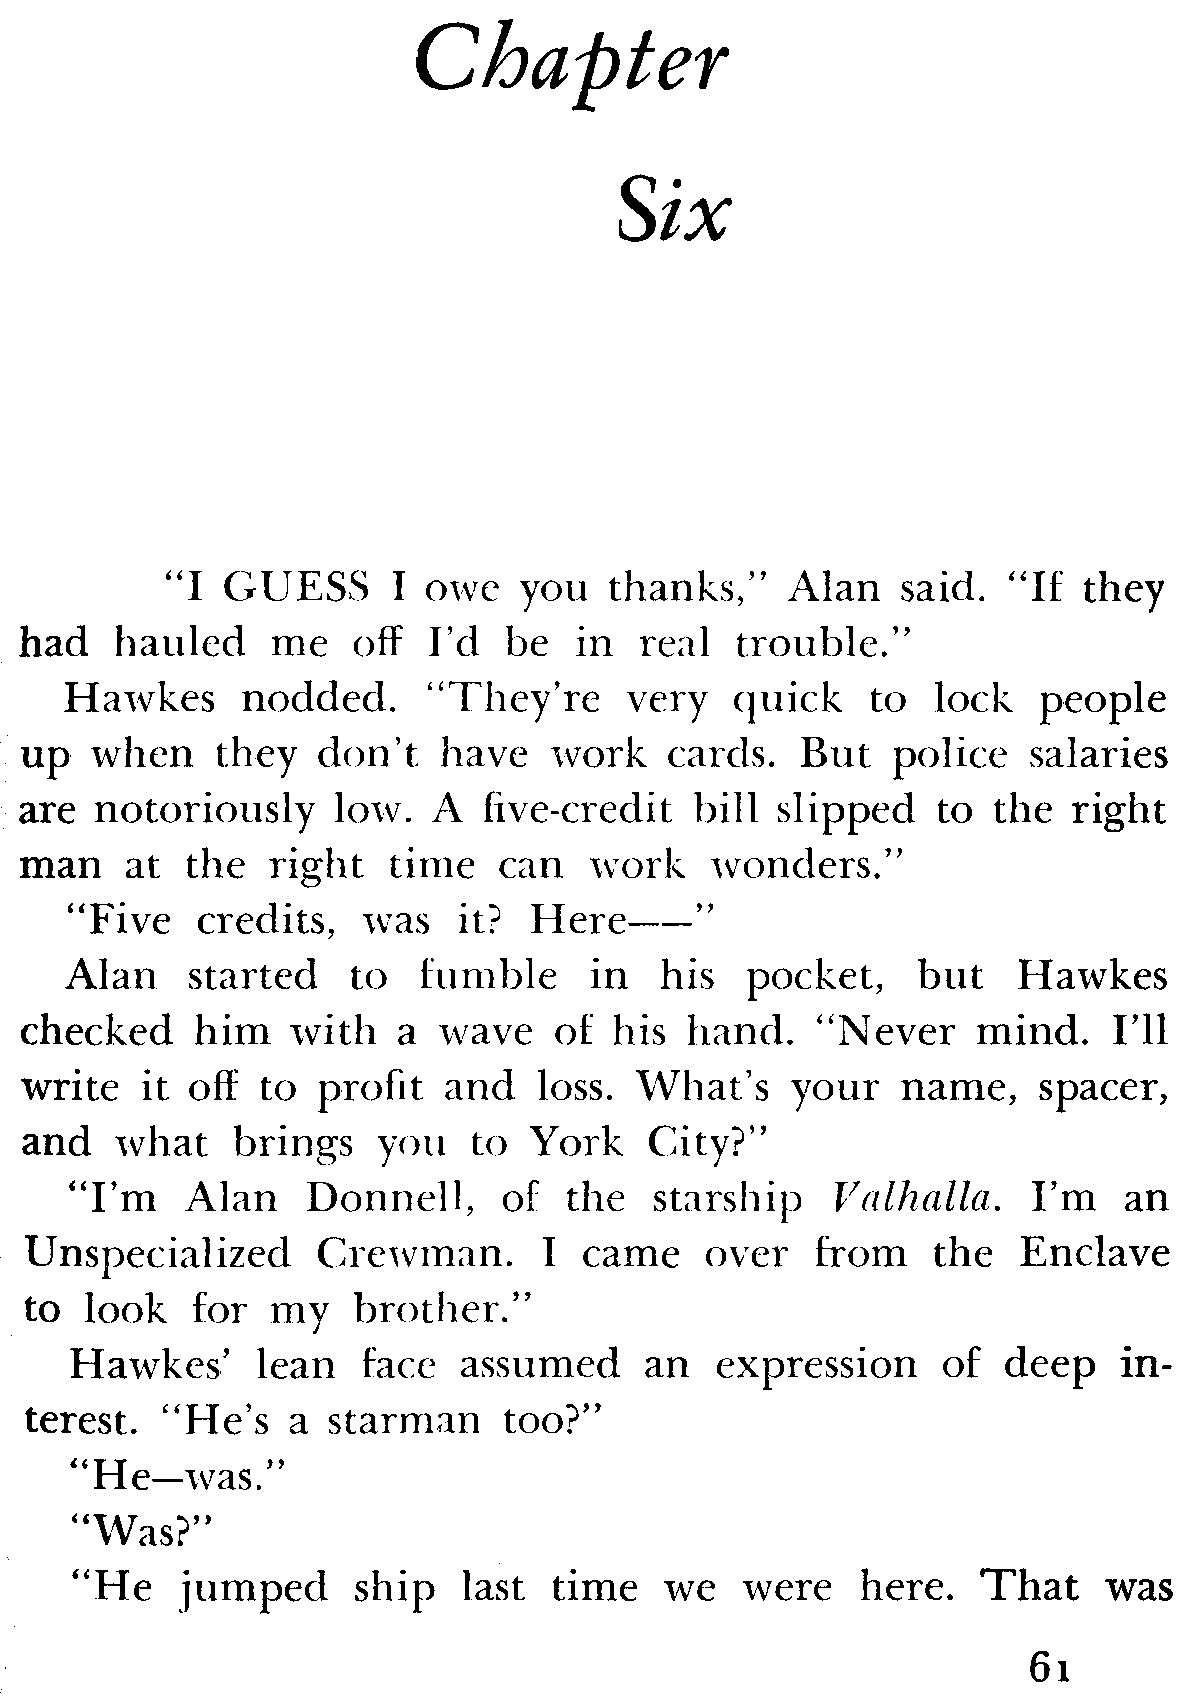 Chapter
Six
“I GUESS I owe you thanks,” Alan said. “If they
had hauled me off I’d be in real trouble.”
Hawkes nodded. “They’re very quick to lock people
up when they don’t have work cards. But police salaries
are notoriously low. A five-credit bill slipped to the right
man at the right time can work wonders.”
“Five credits, was it? Here——”
Alan started to fumble in his pocket, but Hawkes
checked him with a wave of his hand. “Never mind. I’ll
write it off to profit and loss. What’s your name, spacer,
and what brings you to York City?”
“I’m Alan Donnell, of the starship Valhalla. I’m an
Unspecialized Crewman. I came over from the Enclave
to look for my brother.”
Hawkes’ lean face assumed an expression of deep in-
terest. “He’s a starman too?”
“He—was.”
“Was?”
“He jumped ship last time we were here. That was
61